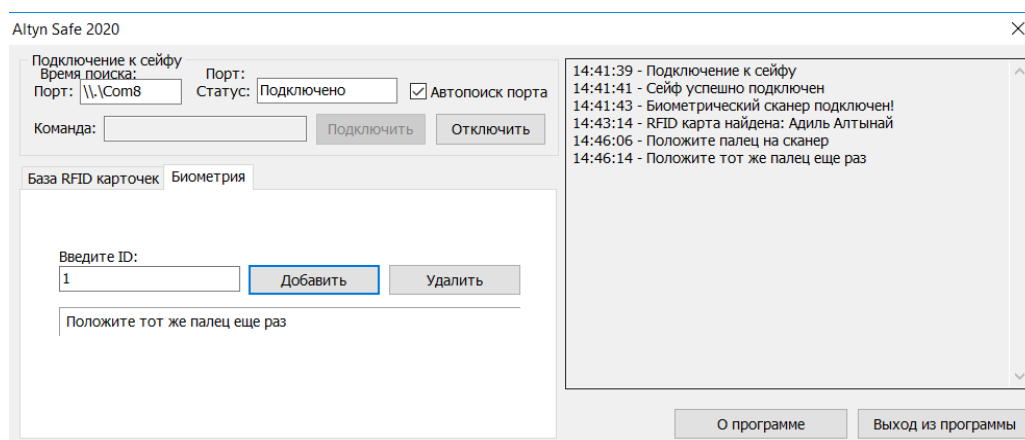 Altyn Safe 2020
Подключение к сейфу
Время поиска: Порт:
Порт: \\.\Com8 Статус: Подключено Автопоиск порта
Команда: Подключить Отключить
База RFID карточек Биометрия
Введите ID:
1 Добавить Удалить
Положите тот же палец еще раз
14:41:39 - Подключение к сейфу
14:41:41 - Сейф успешно подключен
14:41:43 - Биометрический сканер подключен!
14:43:14 - RFID карта найдена: Адиль Алтынай
14:46:06 - Положите палец на сканер
14:46:14 - Положите тот же палец еще раз
О программе Выход из программы